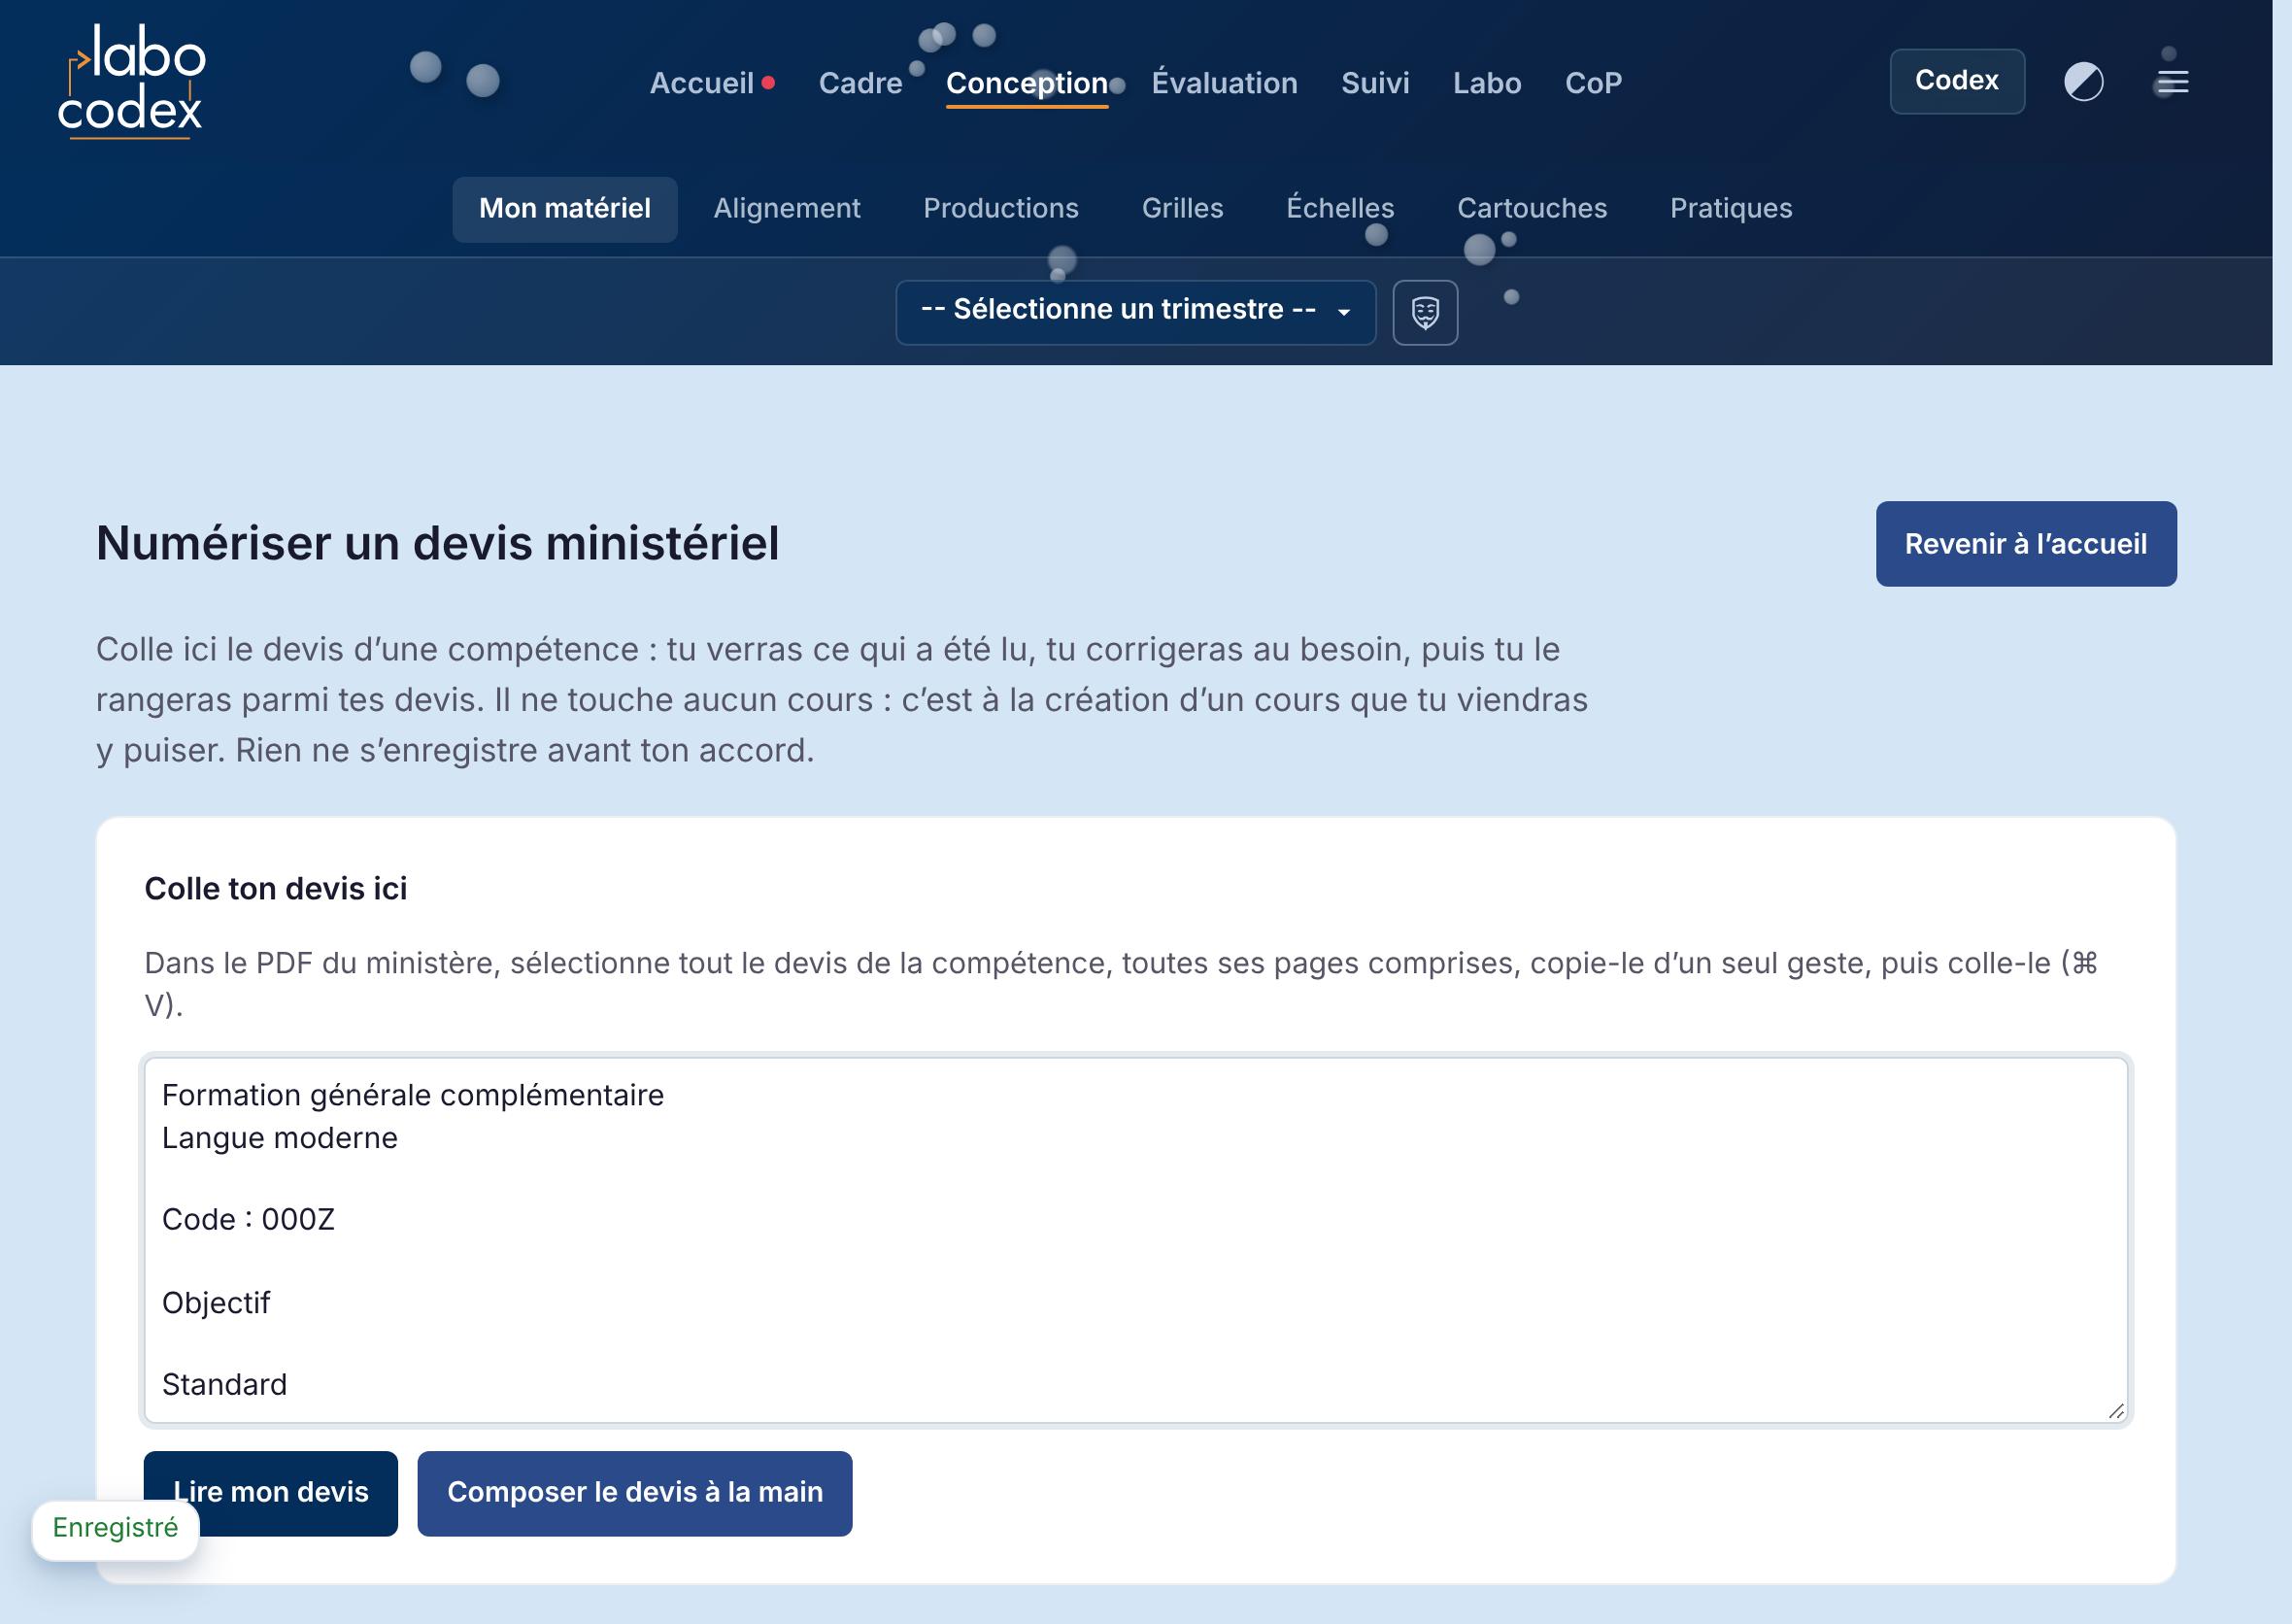 labo
codex
Accueil
Cadre
Conception
Évaluation
Suivi
Labo
CoP
Codex
Mon matériel
Alignement
Productions
Grilles
Échelles
Cartouches
Pratiques
-- Sélectionne un trimestre --
Numériser un devis ministériel
Revenir à l’accueil
Colle ici le devis d’une compétence : tu verras ce qui a été lu, tu corrigeras au besoin, puis tu le
rangeras parmi tes devis. Il ne touche aucun cours : c’est à la création d’un cours que tu viendras
y puiser. Rien ne s’enregistre avant ton accord.
Colle ton devis ici
Dans le PDF du ministère, sélectionne tout le devis de la compétence, toutes ses pages comprises, copie-le d’un seul geste, puis colle-le (⌘
V).
Formation générale complémentaire
Langue moderne
Code : 000Z
Objectif
Standard
Lire mon devis
Composer le devis à la main
Enregistré